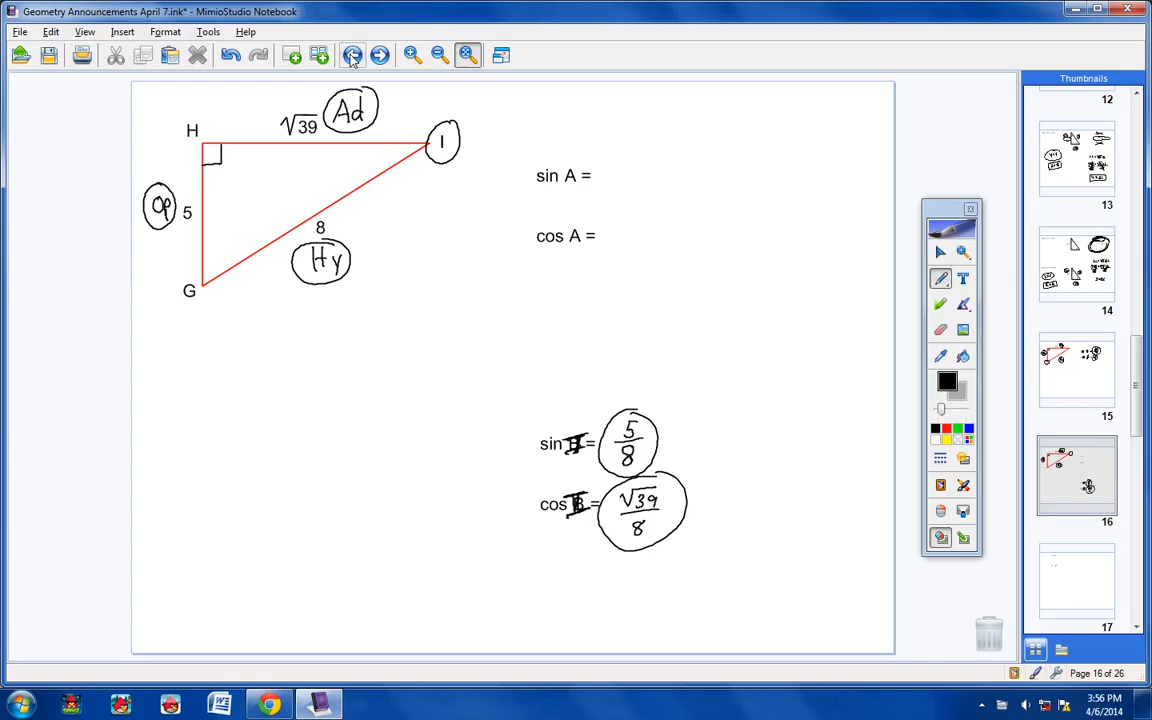 Geometry Announcements April 7.ink* - MimioStudio Notebook
File Edit View Insert Format Tools Help
Thumbnails
12
13
14
15
16
17
H
√39
Ad
I
Op
5
8
Hy
G
sin A =
cos A =
sin I = 5/8
cos I = √39/8
Page 16 of 26
3:56 PM
4/6/2014